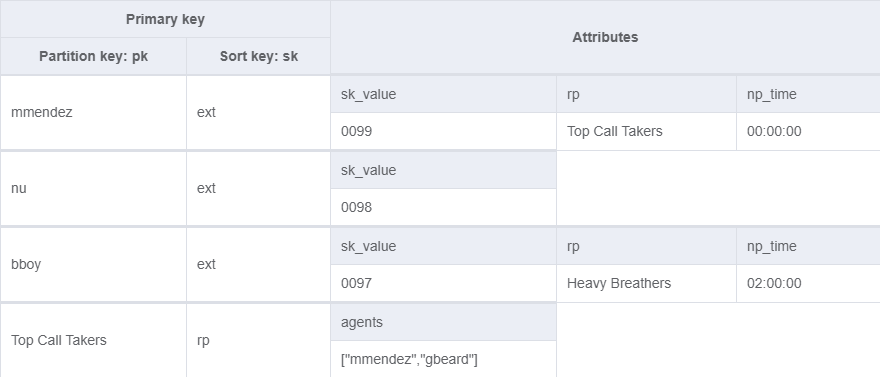 Primary key
Attributes
Partition key: pk Sort key: sk
mmendez ext sk_value rp np_time
0099 Top Call Takers 00:00:00
nu ext sk_value
0098
bboy ext sk_value rp np_time
0097 Heavy Breathers 02:00:00
Top Call Takers rp agents
["mmendez","gbeard"]